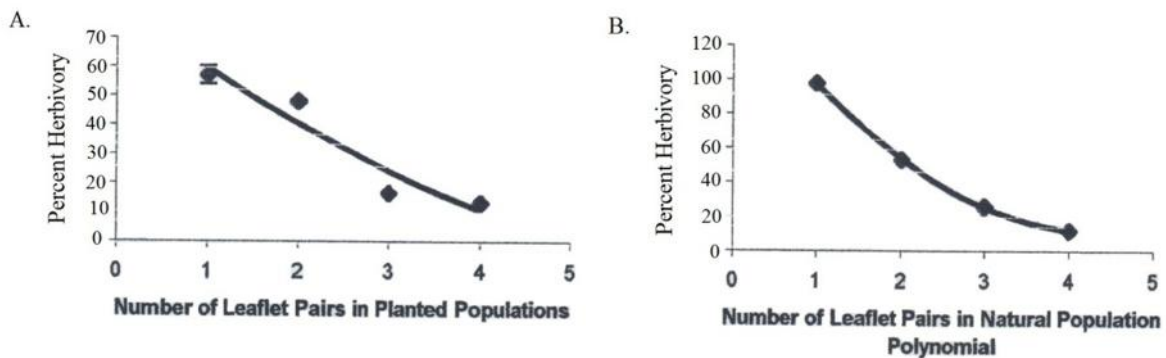 A.
Percent Herbivory
70
60
50
40
30
20
10
0
0 1 2 3 4 5
Number of Leaflet Pairs in Planted Populations
B.
Percent Herbivory
120
100
80
60
40
20
0
0 1 2 3 4 5
Number of Leaflet Pairs in Natural Population
Polynomial